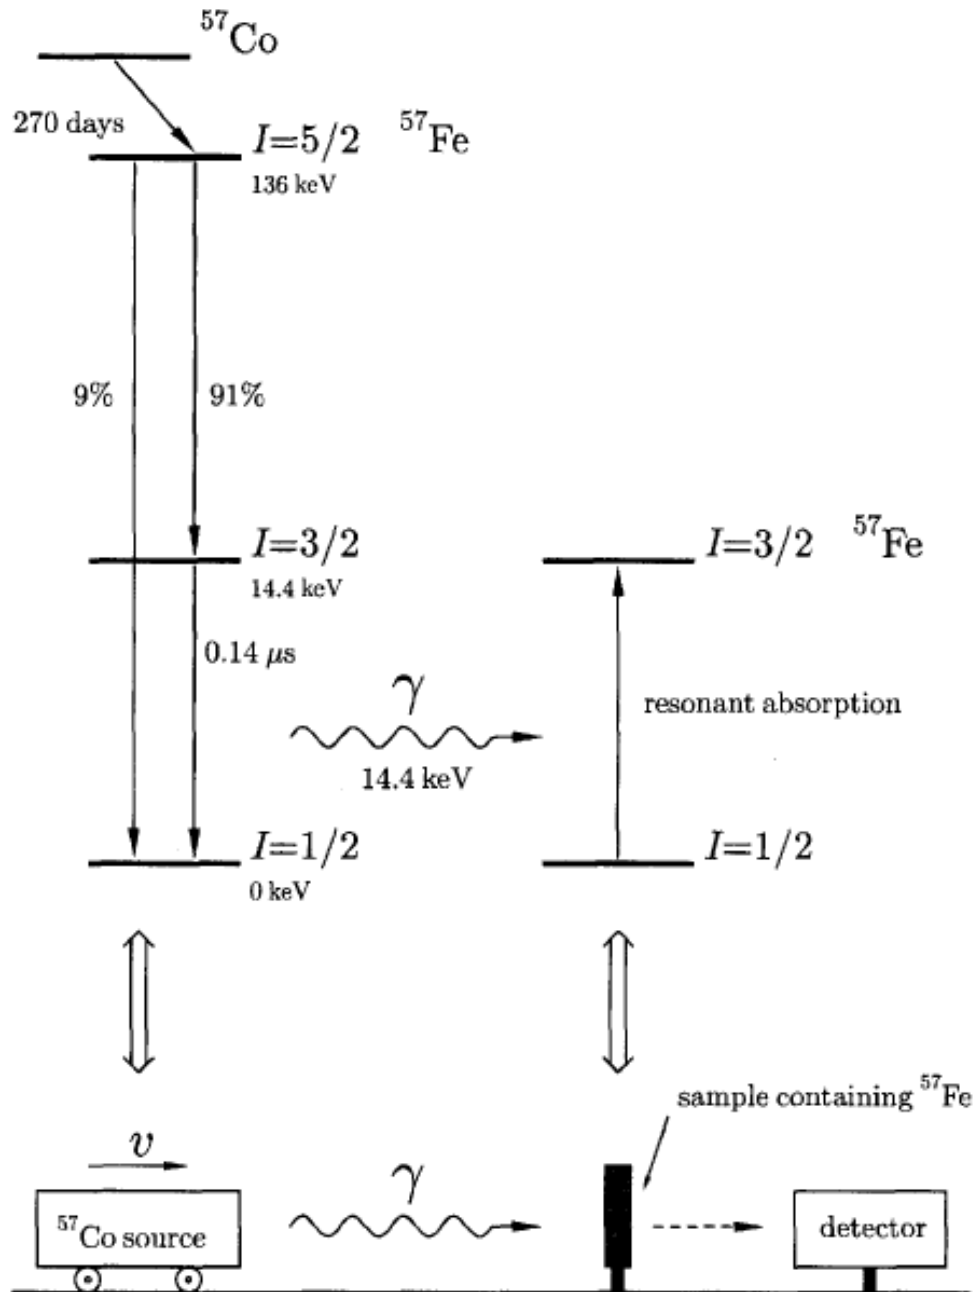 ⁵⁷Co
270 days
I=5/2 ⁵⁷Fe
136 keV
9% 91%
I=3/2
14.4 keV
I=3/2 ⁵⁷Fe
0.14 μs
γ
14.4 keV
resonant absorption
I=1/2
0 keV
I=1/2
sample containing ⁵⁷Fe
v
γ
⁵⁷Co source
detector